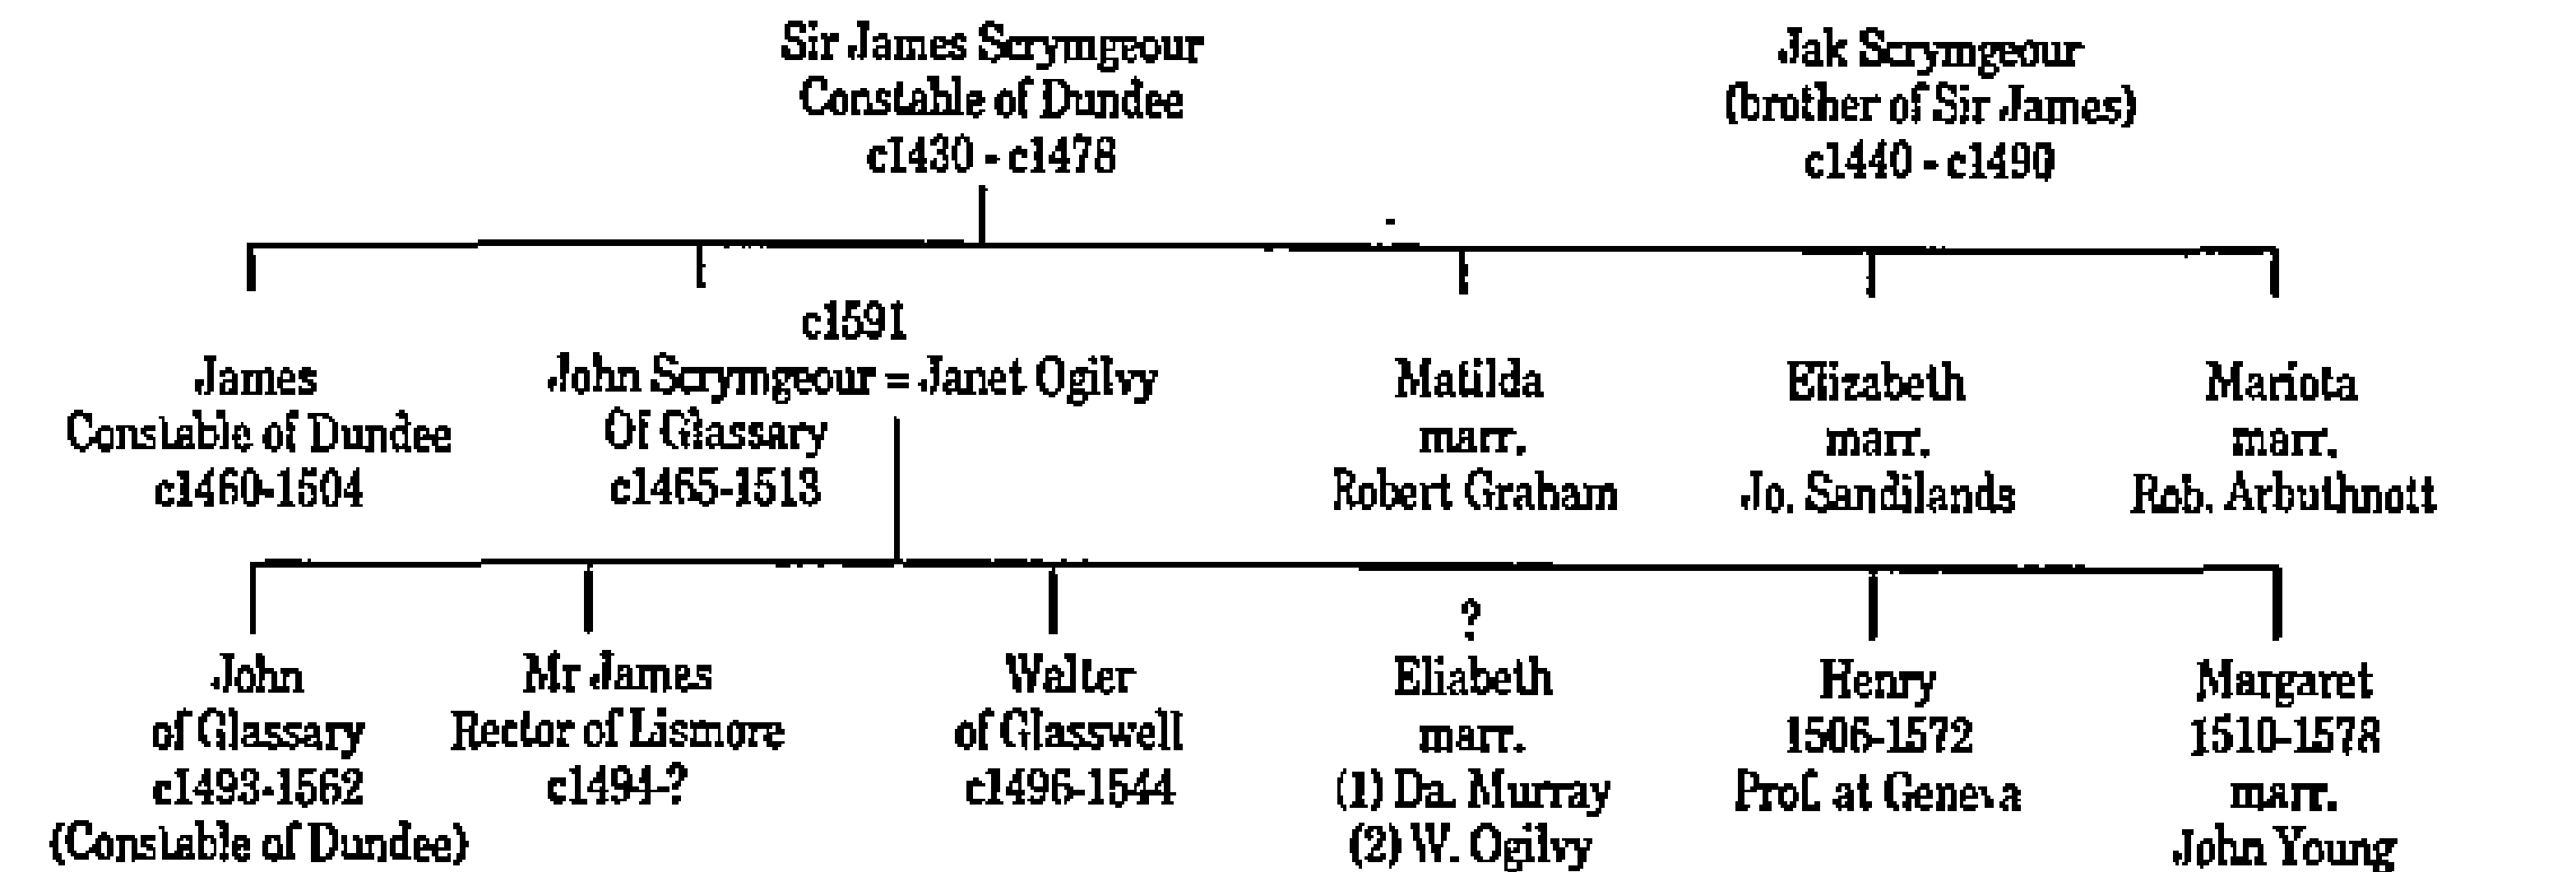 Sir James Scrymgeour
Constable of Dundee
c1430 - c1478
Jak Scrymgeour
(brother of Sir James)
c1440 - c1490
James
Constable of Dundee
c1460-1504
c1591
John Scrymgeour = Janet Ogilvy
Of Glassary
c1465-1513
Matilda
marr.
Robert Graham
Elizabeth
marr.
Jo. Sandilands
Mariota
marr.
Rob. Arbuthnott
John
of Glassary
c1493-1562
(Constable of Dundee)
Mr James
Rector of Lismore
c1494-?
Walter
of Glasswell
c1496-1544
?
Eliabeth
marr.
(1) Da. Murray
(2) W. Ogilvy
Henry
1506-1572
Prof. at Geneva
Margaret
1510-1578
marr.
John Young